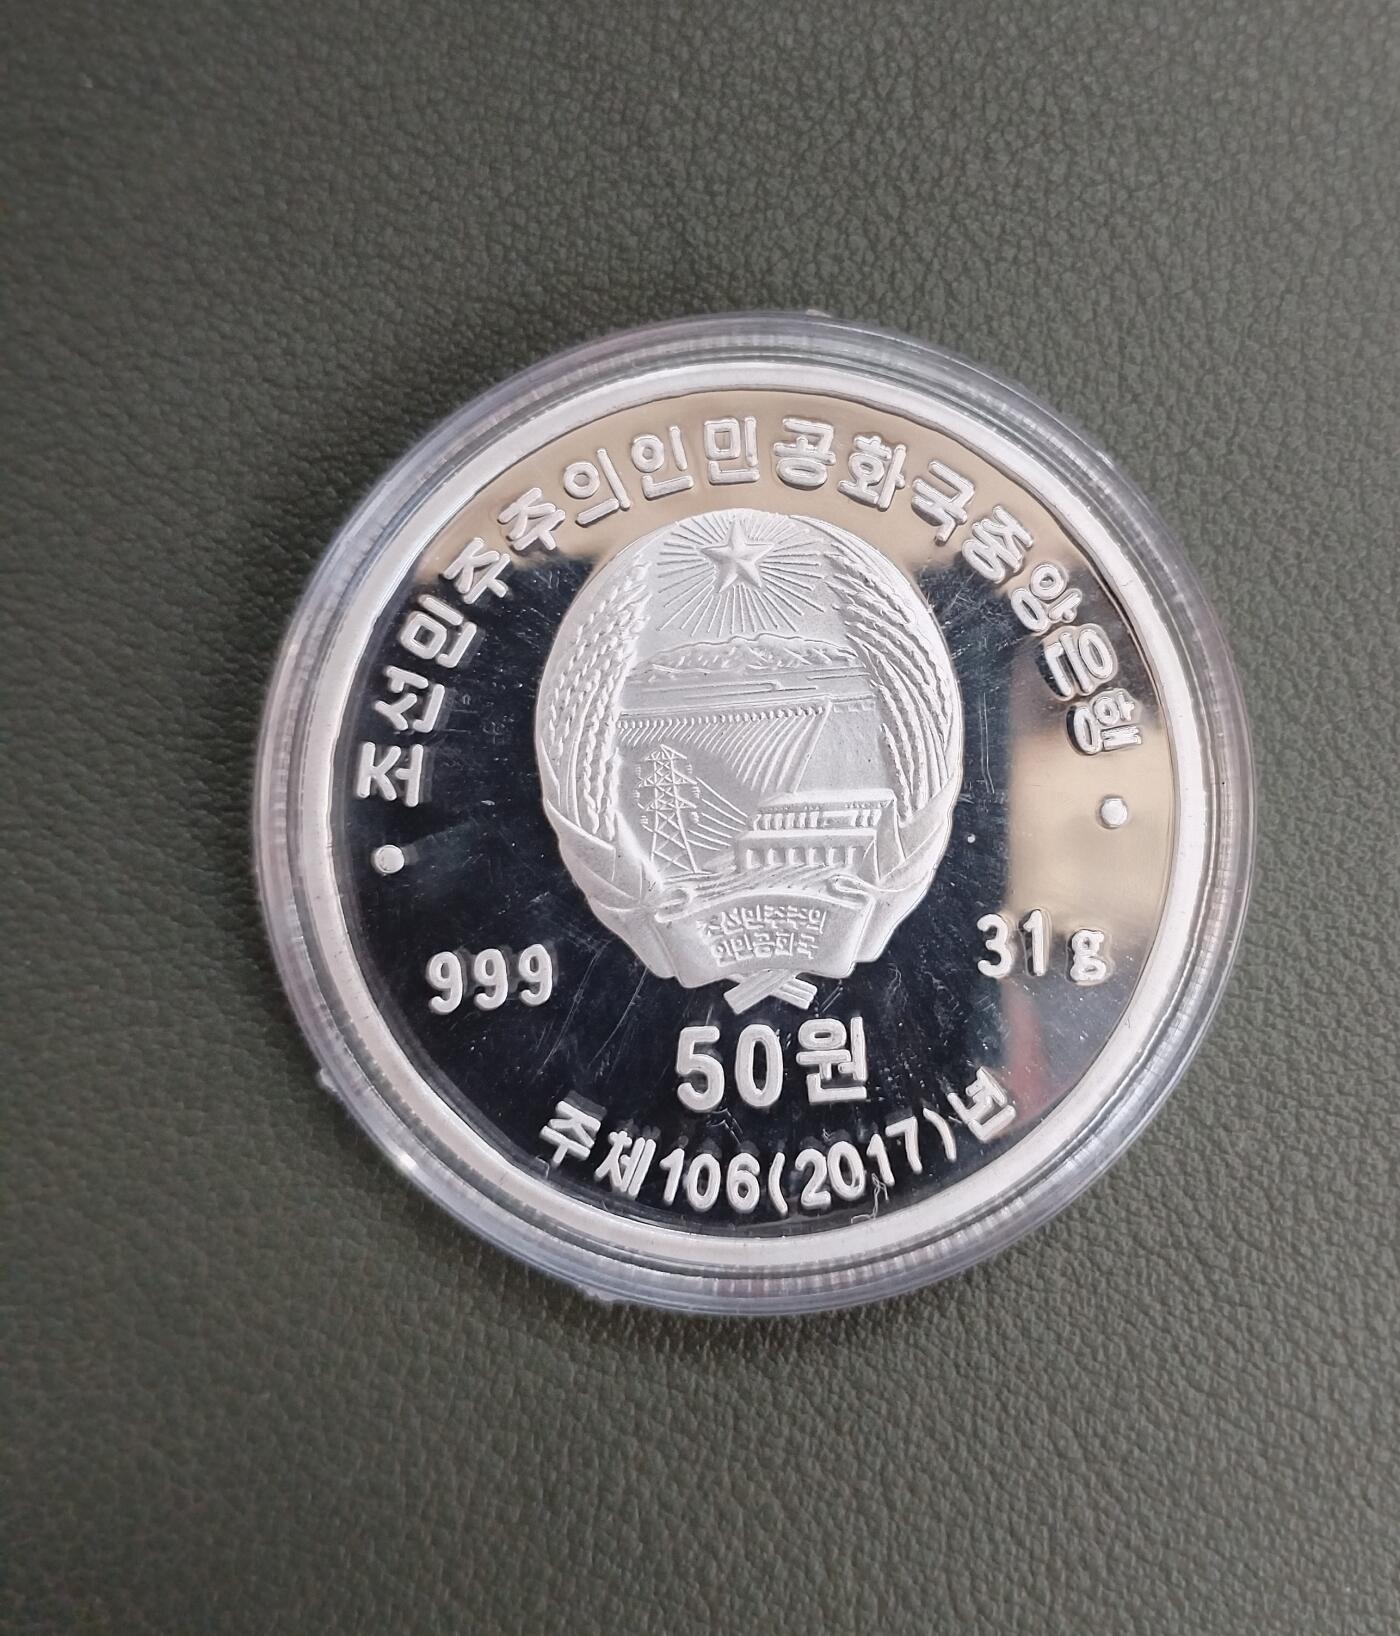 조선민주주의인민공화국중앙은행
조선민주주의
인민공화국
999
31g
50원
주체106(2017)년